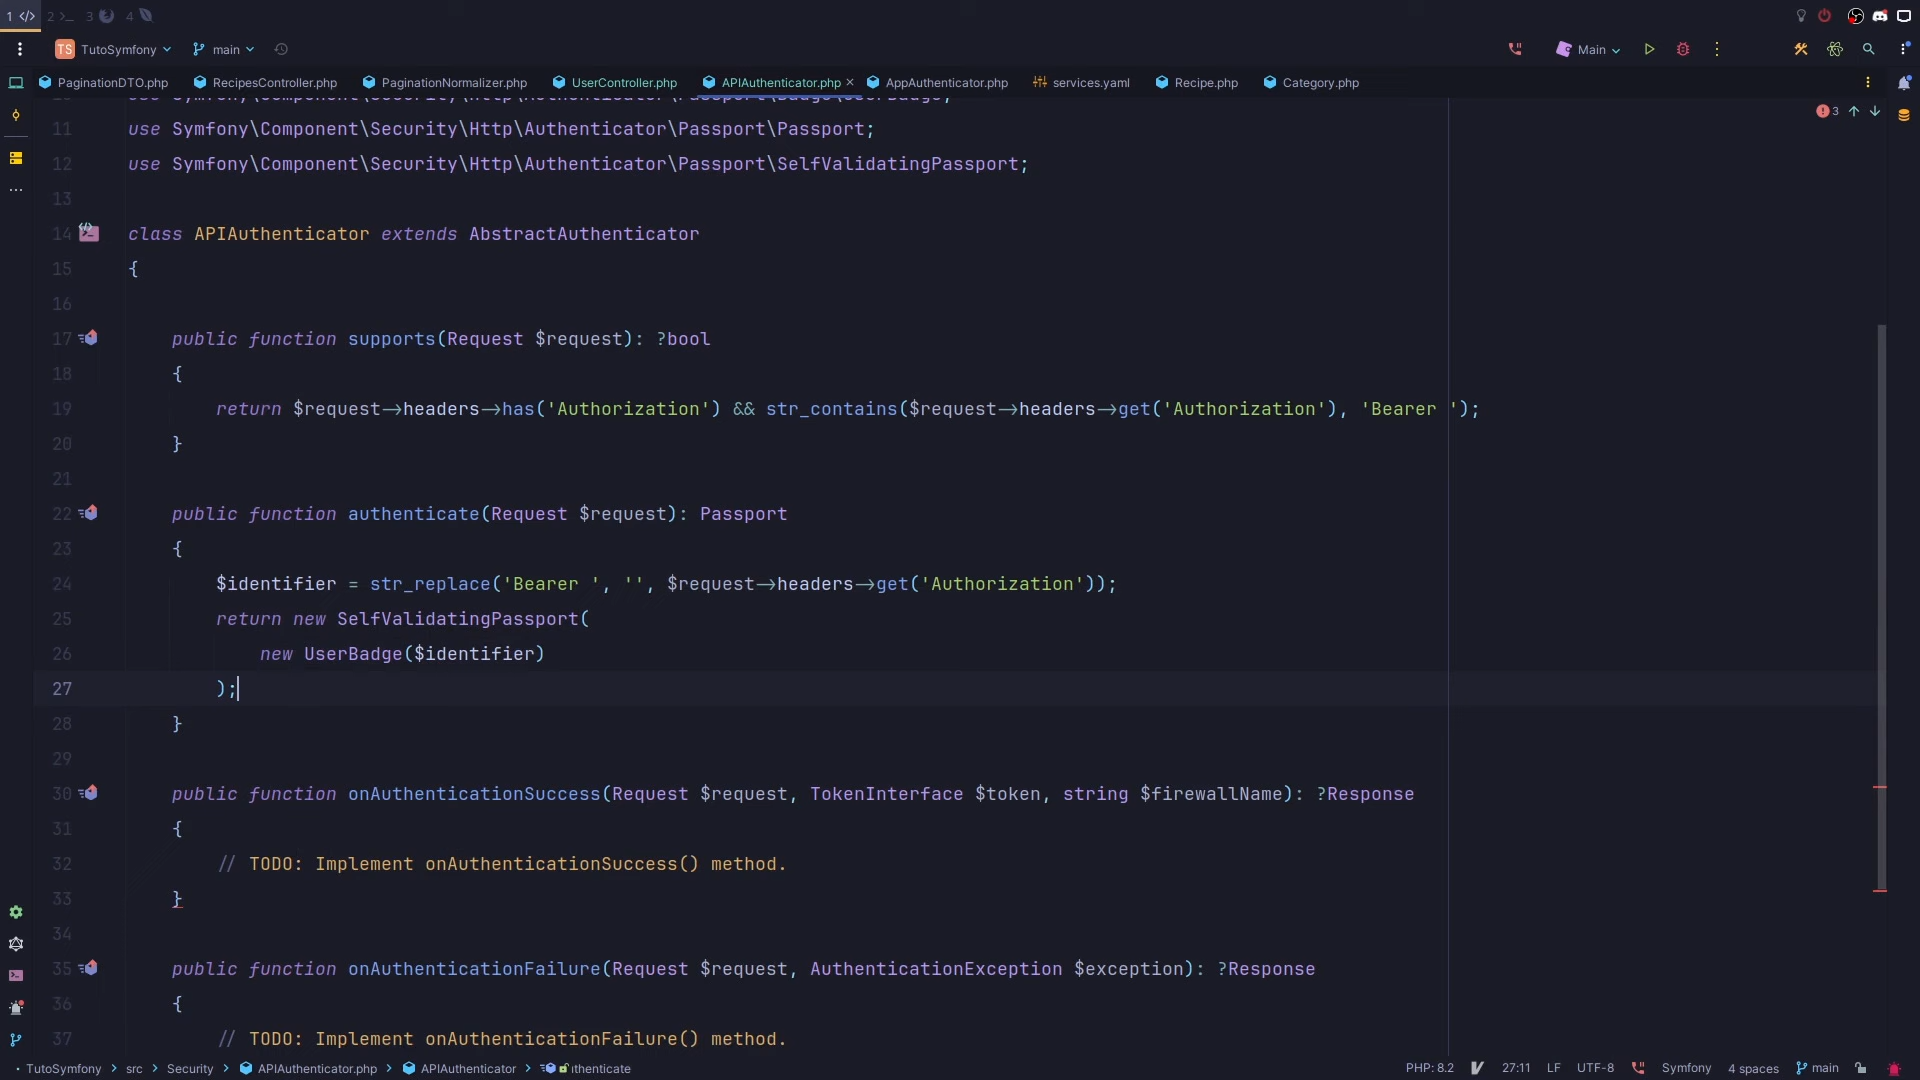 1 </> 2 >_ 3 4
TS TutoSymfony main Main
PaginationDTO.php RecipesController.php PaginationNormalizer.php UserController.php APIAuthenticator.php AppAuthenticator.php services.yaml Recipe.php Category.php
3
11 use Symfony\Component\Security\Http\Authenticator\Passport\Passport;
12 use Symfony\Component\Security\Http\Authenticator\Passport\SelfValidatingPassport;
13
14 class APIAuthenticator extends AbstractAuthenticator
15 {
16
17 public function supports(Request $request): ?bool
18 {
19 return $request->headers->has('Authorization') && str_contains($request->headers->get('Authorization'), 'Bearer ');
20 }
21
22 public function authenticate(Request $request): Passport
23 {
24 $identifier = str_replace('Bearer ', '', $request->headers->get('Authorization'));
25 return new SelfValidatingPassport(
26 new UserBadge($identifier)
27 );
28 }
29
30 public function onAuthenticationSuccess(Request $request, TokenInterface $token, string $firewallName): ?Response
31 {
32 // TODO: Implement onAuthenticationSuccess() method.
33 }
34
35 public function onAuthenticationFailure(Request $request, AuthenticationException $exception): ?Response
36 {
37 // TODO: Implement onAuthenticationFailure() method.
TutoSymfony > src > Security > APIAuthenticator.php > APIAuthenticator > thenticate PHP: 8.2 27:11 LF UTF-8 Symfony 4 spaces main